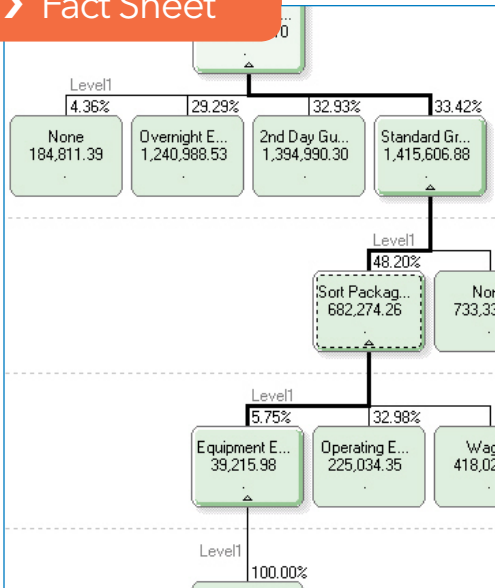 Fact Sheet
Level1
4.36%
29.29%
32.93%
33.42%
None
184,811.39
Overnight E...
1,240,988.53
2nd Day Gu...
1,394,990.30
Standard Gr...
1,415,606.88
Level1
48.20%
Sort Packag...
682,274.26
Level1
5.75%
32.98%
Equipment E...
39,215.98
Operating E...
225,034.35
Level1
100.00%